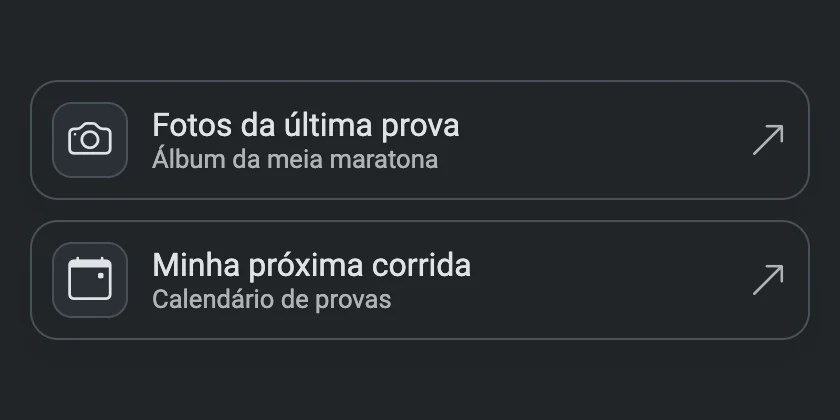 Fotos da última prova
Álbum da meia maratona
Minha próxima corrida
Calendário de provas